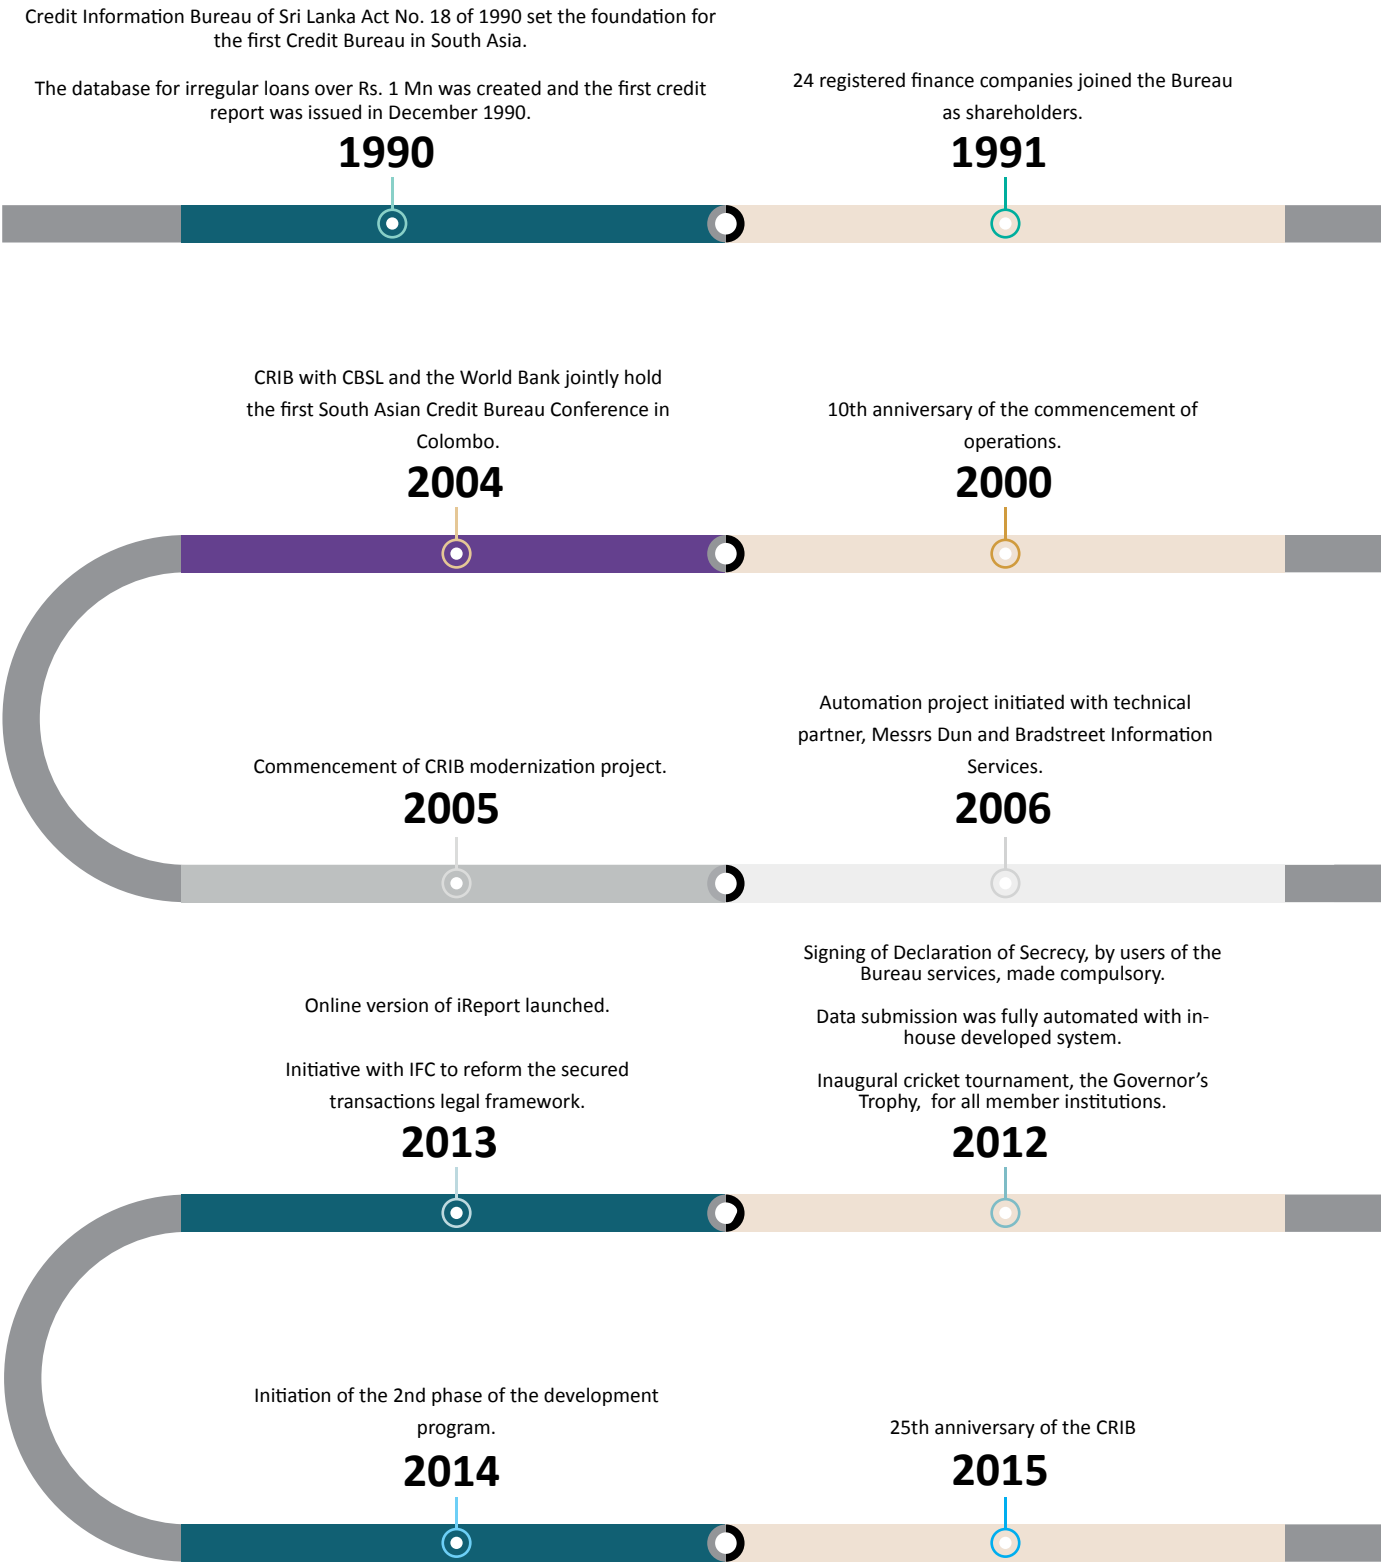 Credit Information Bureau of Sri Lanka Act No. 18 of 1990 set the foundation for
the first Credit Bureau in South Asia.
The database for irregular loans over Rs. 1 Mn was created and the first credit
report was issued in December 1990.
1990
24 registered finance companies joined the Bureau
as shareholders.
1991
CRIB with CBSL and the World Bank jointly hold
the first South Asian Credit Bureau Conference in
Colombo.
2004
10th anniversary of the commencement of
operations.
2000
Commencement of CRIB modernization project.
2005
Automation project initiated with technical
partner, Messrs Dun and Bradstreet Information
Services.
2006
Online version of iReport launched.
Initiative with IFC to reform the secured
transactions legal framework.
2013
Signing of Declaration of Secrecy, by users of the
Bureau services, made compulsory.
Data submission was fully automated with in-
house developed system.
Inaugural cricket tournament, the Governor’s
Trophy,  for all member institutions.
2012
Initiation of the 2nd phase of the development
program.
2014
25th anniversary of the CRIB
2015